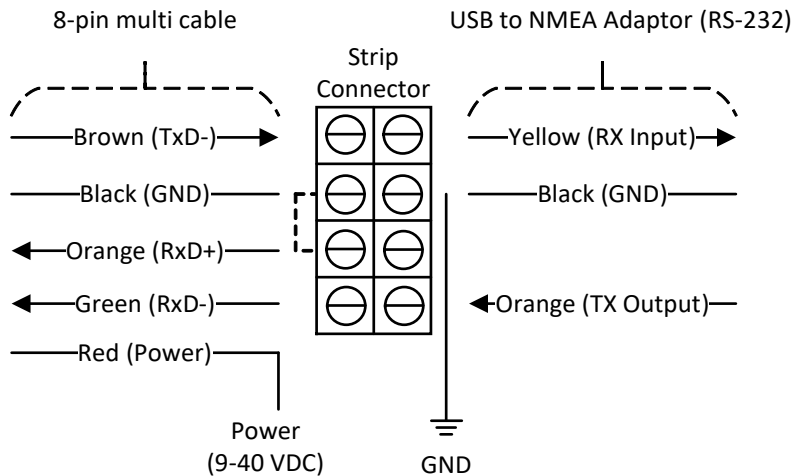 8-pin multi cable
USB to NMEA Adaptor (RS-232)
Strip
Connector
Brown (TxD-)
Yellow (RX Input)
Black (GND)
Black (GND)
Orange (RxD+)
Green (RxD-)
Orange (TX Output)
Red (Power)
Power
(9-40 VDC)
GND